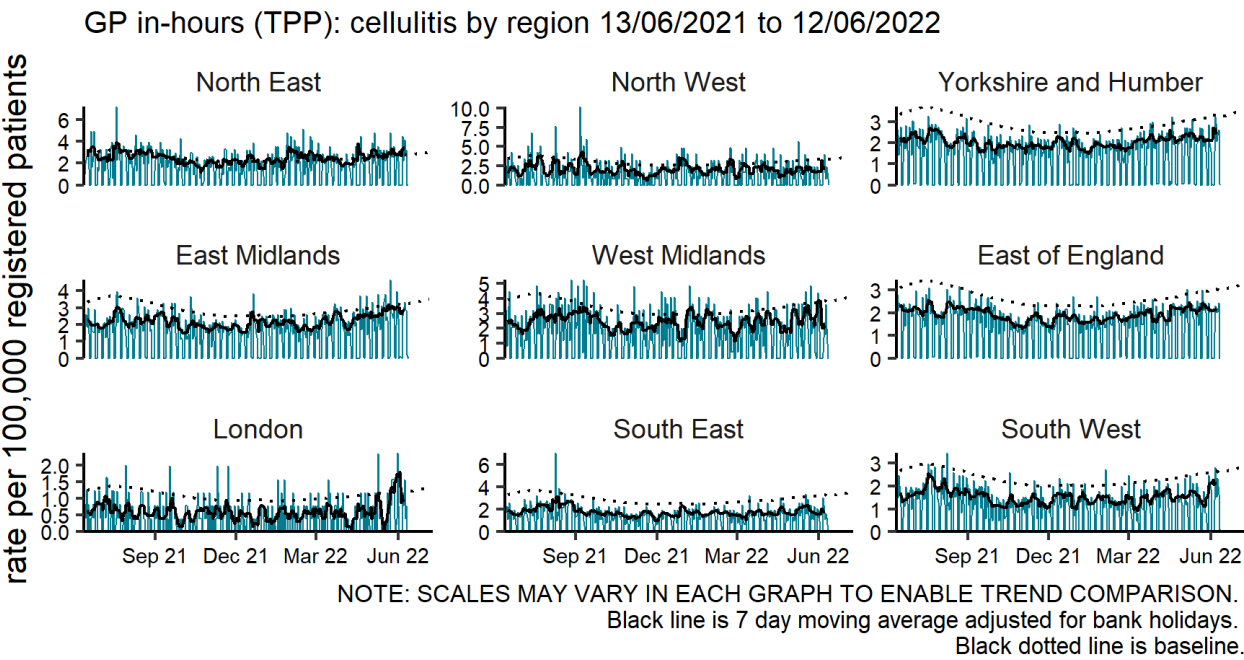 GP in-hours (TPP): cellulitis by region 13/06/2021 to 12/06/2022
rate per 100,000 registered patients
North East
6
4
2
0
North West
10.0
7.5
5.0
2.5
0.0
Yorkshire and Humber
3
2
1
0
East Midlands
4
3
2
1
0
West Midlands
5
4
3
2
1
0
East of England
3
2
1
0
London
2.0
1.5
1.0
0.5
0.0
Sep 21 Dec 21 Mar 22 Jun 22
South East
6
4
2
0
Sep 21 Dec 21 Mar 22 Jun 22
South West
3
2
1
0
Sep 21 Dec 21 Mar 22 Jun 22
NOTE: SCALES MAY VARY IN EACH GRAPH TO ENABLE TREND COMPARISON.
Black line is 7 day moving average adjusted for bank holidays.
Black dotted line is baseline.